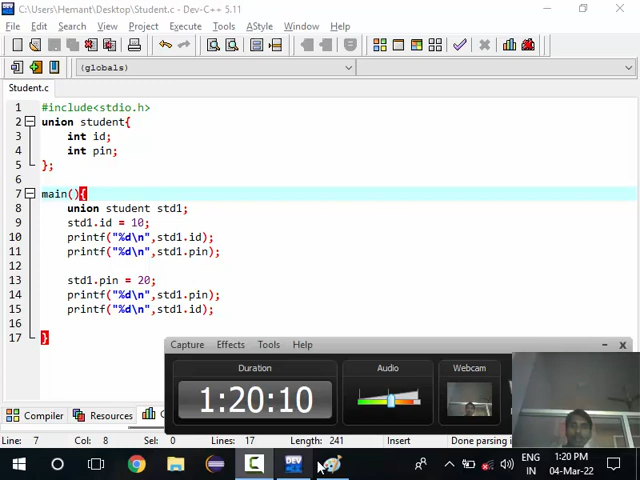 C:\Users\Hemant\Desktop\Student.c - Dev-C++ 5.11
File Edit Search View Project Execute Tools AStyle Window Help
(globals)
Student.c
1 #include<stdio.h>
2 union student{
3 int id;
4 int pin;
5 };
6
7 main(){
8 union student std1;
9 std1.id = 10;
10 printf("%d\n",std1.id);
11 printf("%d\n",std1.pin);
12
13 std1.pin = 20;
14 printf("%d\n",std1.pin);
15 printf("%d\n",std1.id);
16
17 }
Capture Effects Tools Help
Duration Audio Webcam
1:20:10
Compiler Resources
Line: 7 Col: 8 Sel: 0 Lines: 17 Length: 241 Insert Done parsing
DEV
ENG 1:20 PM
IN 04-Mar-22